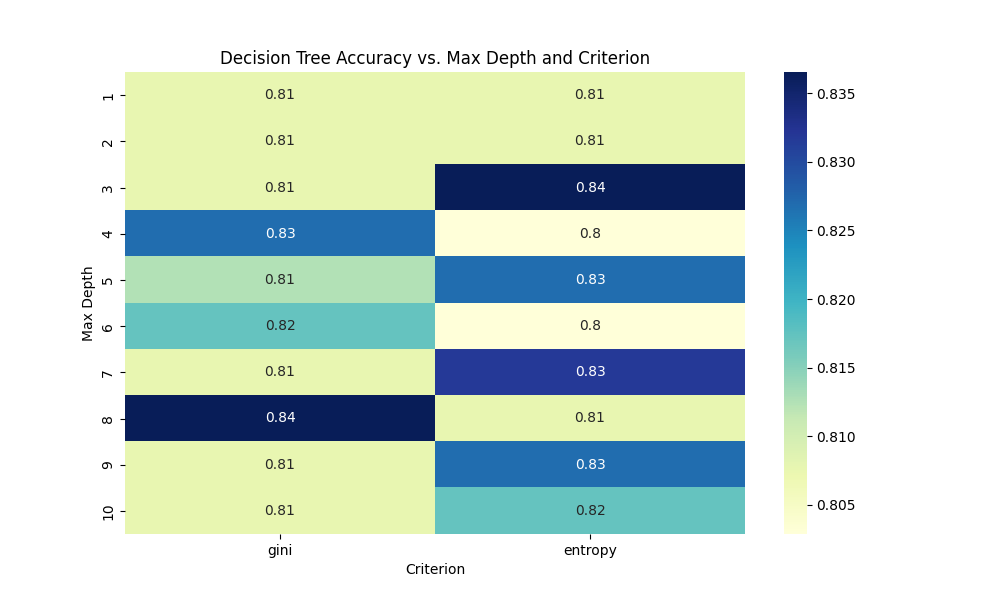 Decision Tree Accuracy vs. Max Depth and Criterion
1 0.81 0.81
2 0.81 0.81
3 0.81 0.84
4 0.83 0.8
5 0.81 0.83
6 0.82 0.8
7 0.81 0.83
8 0.84 0.81
9 0.81 0.83
10 0.81 0.82
Max Depth
gini entropy
Criterion
0.835
0.830
0.825
0.820
0.815
0.810
0.805